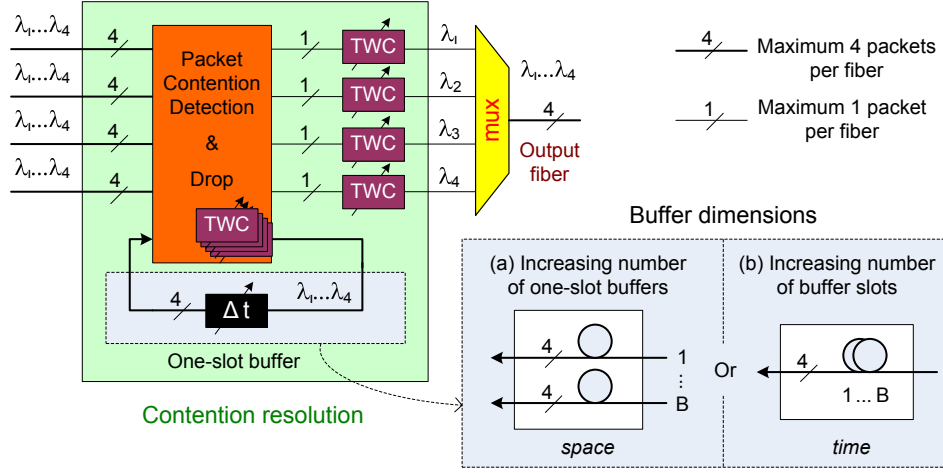 λ₁...λ₄
4
1
TWC
λ₁
λ₁...λ₄
4
1
TWC
λ₂
λ₁...λ₄
4
1
TWC
λ₃
λ₁...λ₄
4
1
TWC
λ₄
Packet
Contention
Detection
&
Drop
TWC
mux
λ₁...λ₄
4
Output
fiber
4
Maximum 4 packets
per fiber
1
Maximum 1 packet
per fiber
4
Δ t
λ₁...λ₄
One-slot buffer
Contention resolution
Buffer dimensions
(a) Increasing number
of one-slot buffers
4
1
...
4
B
space
Or
(b) Increasing number
of buffer slots
4
1 ... B
time